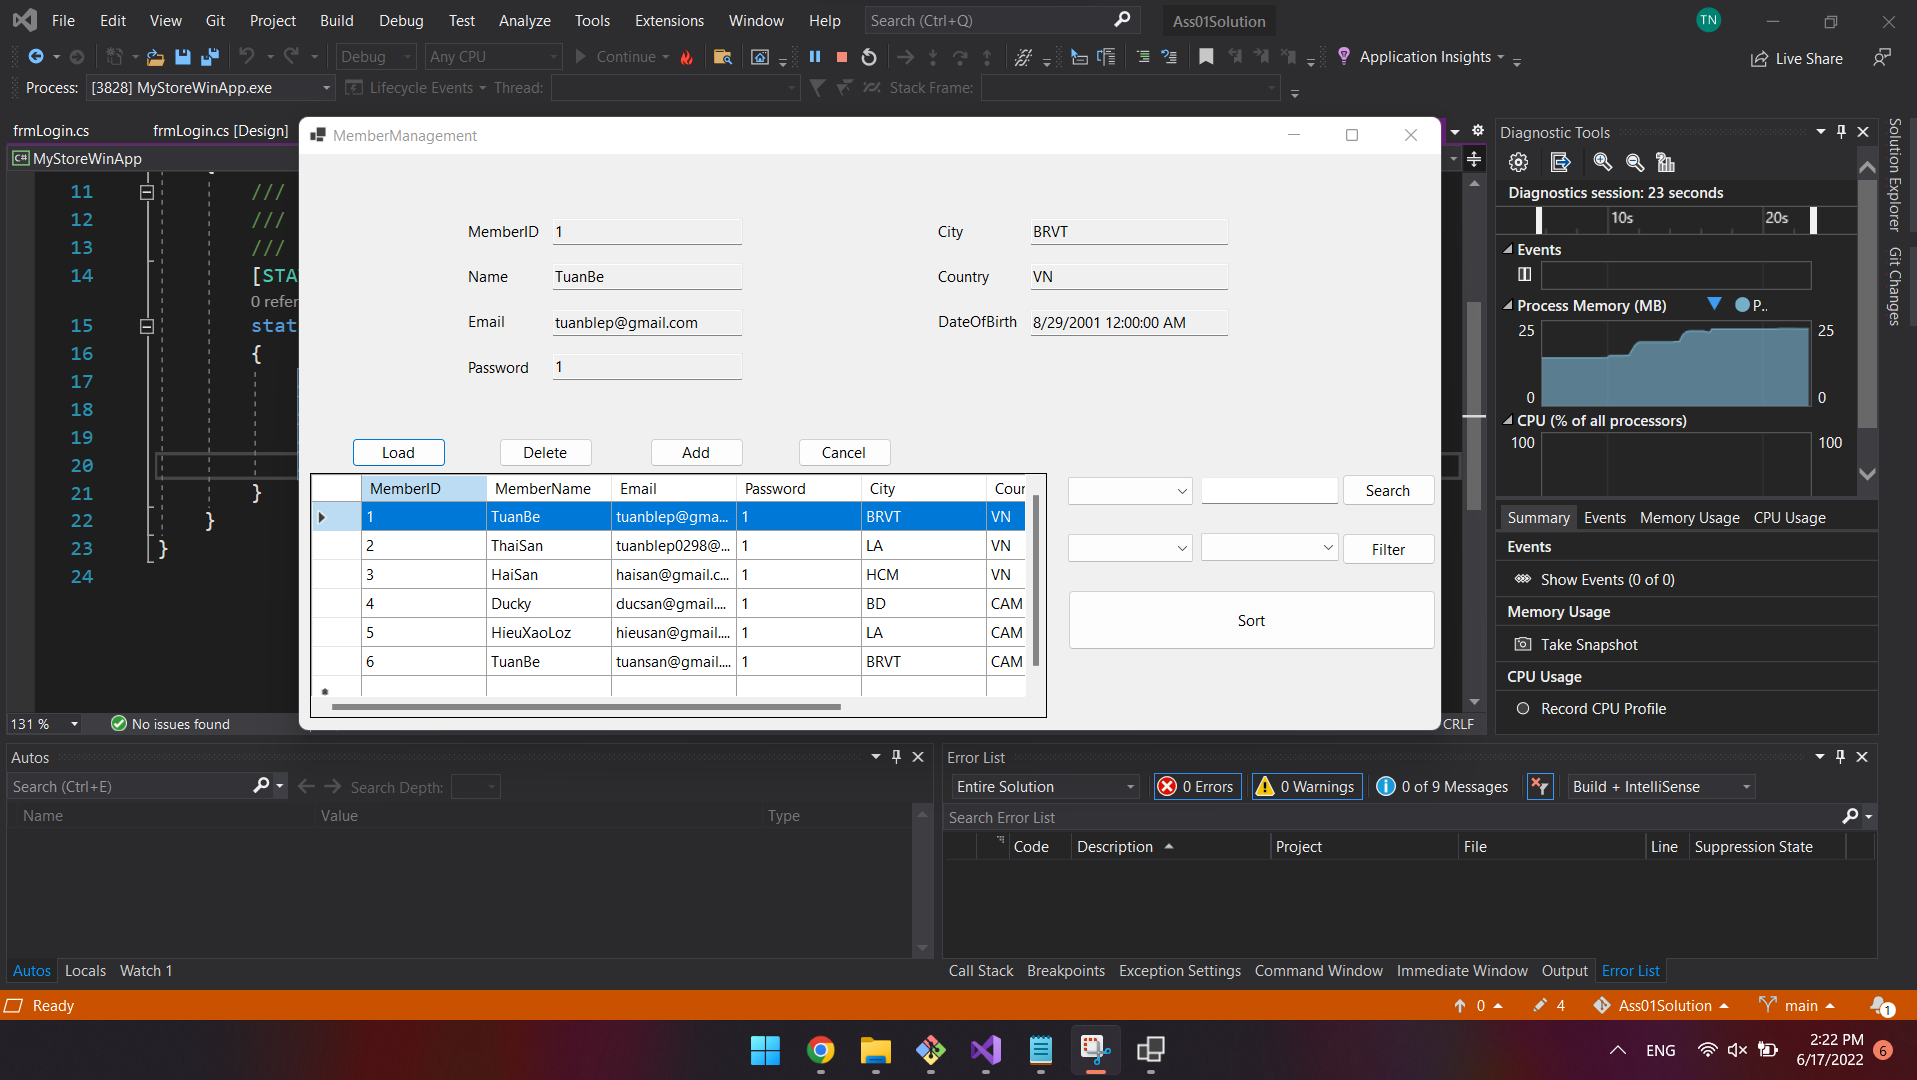 File Edit View Git Project Build Debug Test Analyze Tools Extensions Window Help Search (Ctrl+Q) Ass01Solution TN
Debug Any CPU Continue Application Insights Live Share
Process: [3828] MyStoreWinApp.exe Lifecycle Events Thread: Stack Frame:
frmLogin.cs frmLogin.cs [Design]
C# MyStoreWinApp
11 ///
12 ///
13 ///
14 [STA
0 refer
15 stat
16 {
17
18
19
20
21 }
22 }
23 }
24
131 % No issues found CRLF
MemberManagement
MemberID 1 City BRVT
Name TuanBe Country VN
Email tuanblep@gmail.com DateOfBirth 8/29/2001 12:00:00 AM
Password 1
Load Delete Add Cancel
MemberID MemberName Email Password City Cour
1 TuanBe tuanblep@gma... 1 BRVT VN
2 ThaiSan tuanblep0298@... 1 LA VN
3 HaiSan haisan@gmail.c... 1 HCM VN
4 Ducky ducsan@gmail.... 1 BD CAM
5 HieuXaoLoz hieusan@gmail.... 1 LA CAM
6 TuanBe tuansan@gmail.... 1 BRVT CAM
Search
Filter
Sort
Diagnostic Tools
Diagnostics session: 23 seconds
10s 20s
Events
Process Memory (MB) P..
25 25
0 0
CPU (% of all processors)
100 100
Summary Events Memory Usage CPU Usage
Events
Show Events (0 of 0)
Memory Usage
Take Snapshot
CPU Usage
Record CPU Profile
Solution Explorer
Git Changes
Autos
Search (Ctrl+E) Search Depth:
Name Value Type
Autos Locals Watch 1
Error List
Entire Solution 0 Errors 0 Warnings 0 of 9 Messages Build + IntelliSense
Search Error List
Code Description Project File Line Suppression State
Call Stack Breakpoints Exception Settings Command Window Immediate Window Output Error List
Ready 0 4 Ass01Solution main 1
ENG 2:22 PM
6/17/2022 6